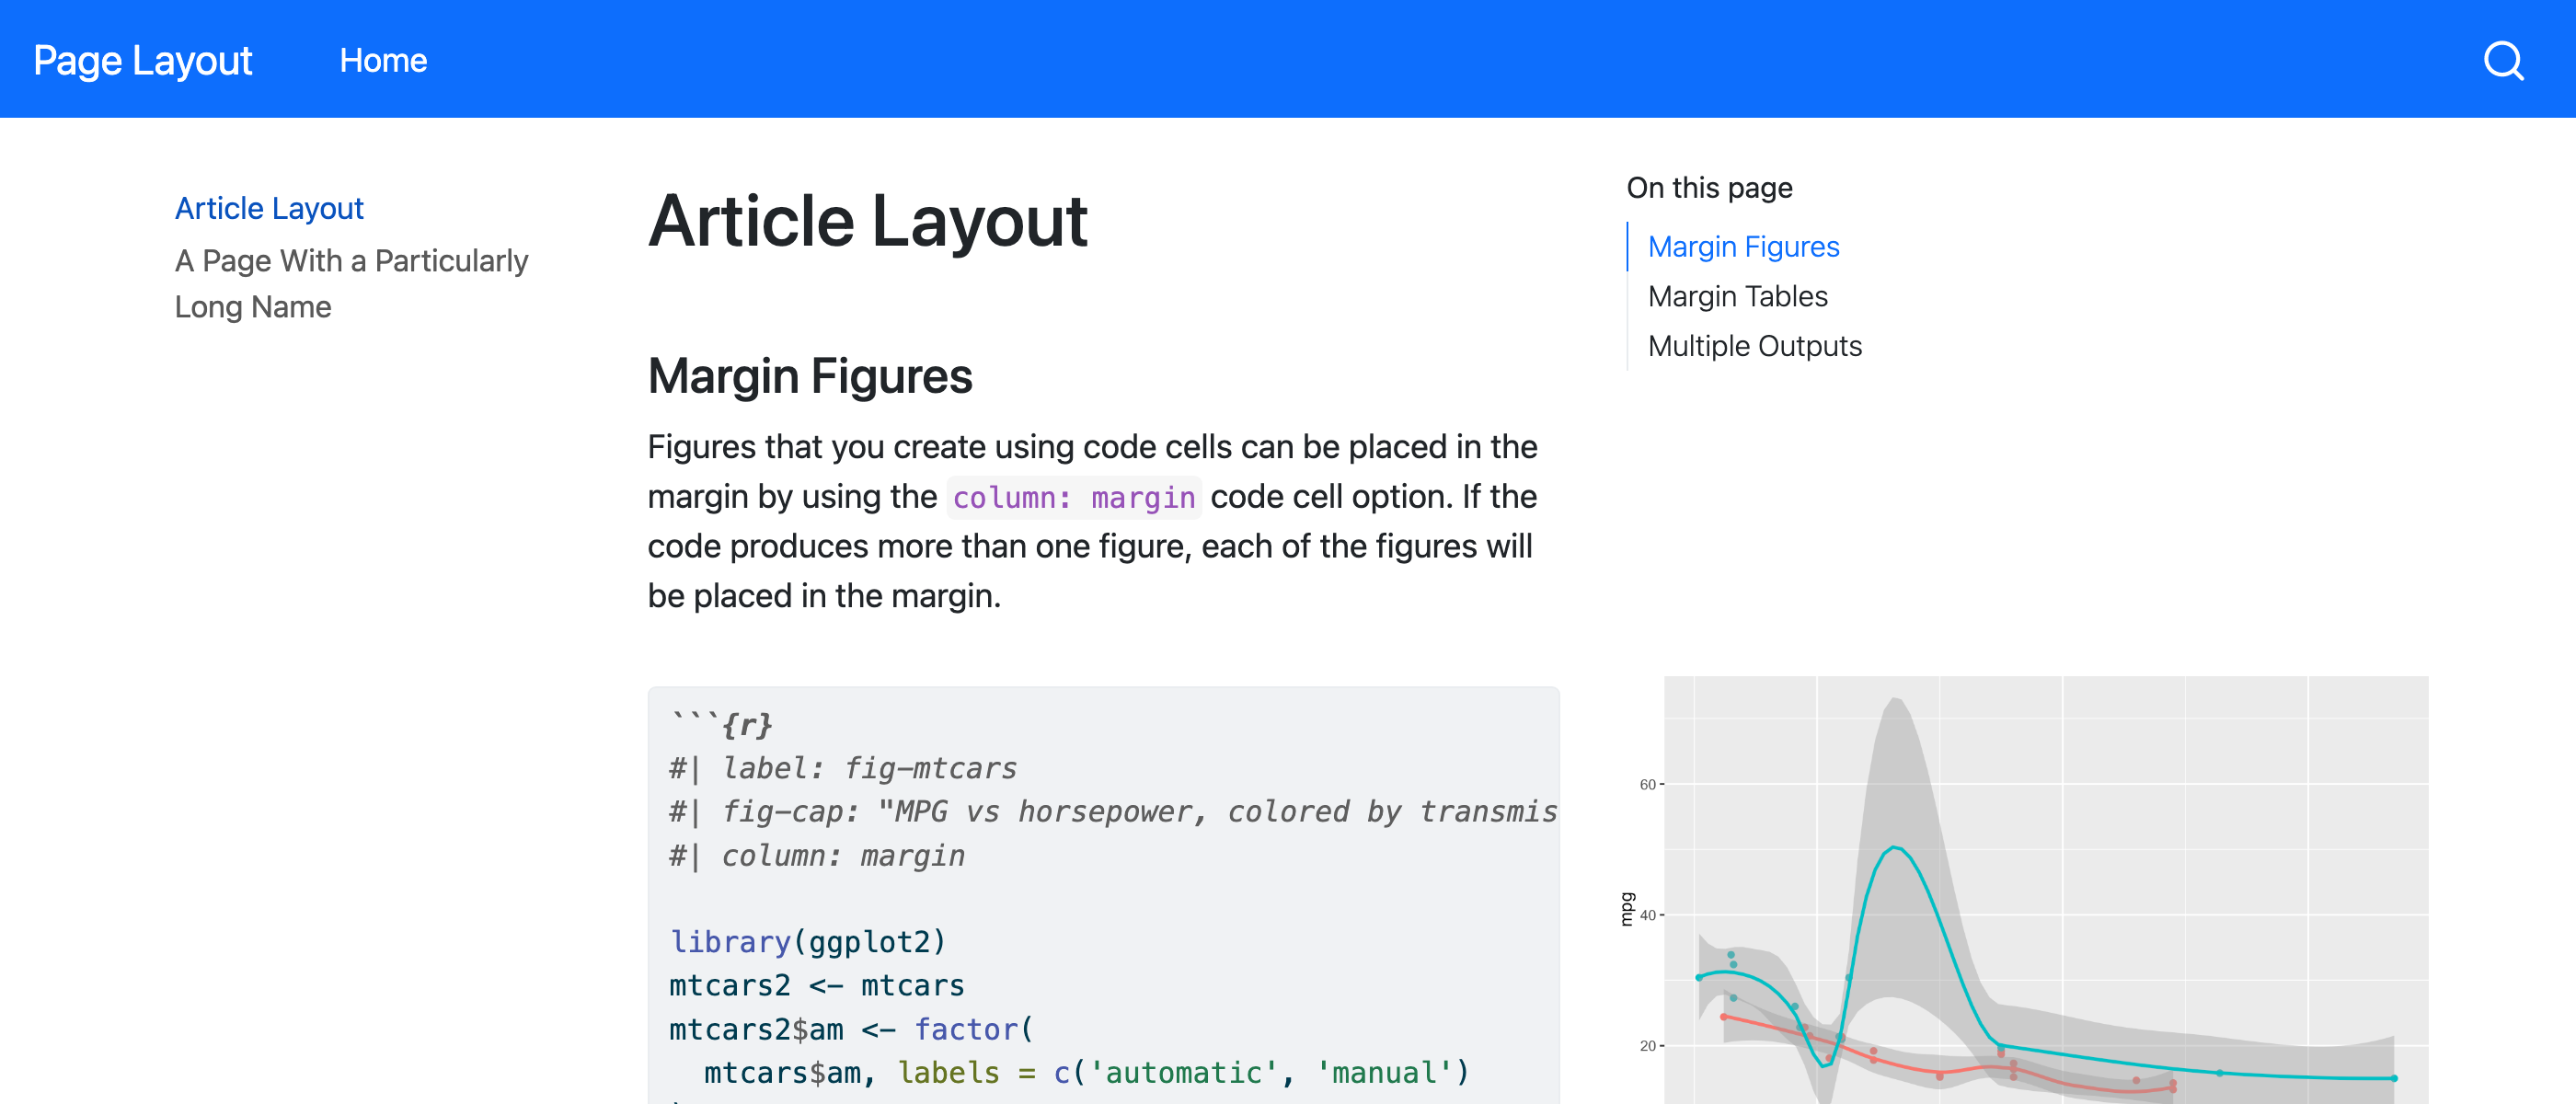 Page Layout
Home
Article Layout
A Page With a Particularly
Long Name
Article Layout
Margin Figures
Figures that you create using code cells can be placed in the
margin by using the column: margin code cell option. If the
code produces more than one figure, each of the figures will
be placed in the margin.
```{r}
#| label: fig-mtcars
#| fig-cap: "MPG vs horsepower, colored by transmis
#| column: margin
library(ggplot2)
mtcars2 <- mtcars
mtcars2$am <- factor(
  mtcars$am, labels = c('automatic', 'manual')
On this page
Margin Figures
Margin Tables
Multiple Outputs
60
mpg
40
20